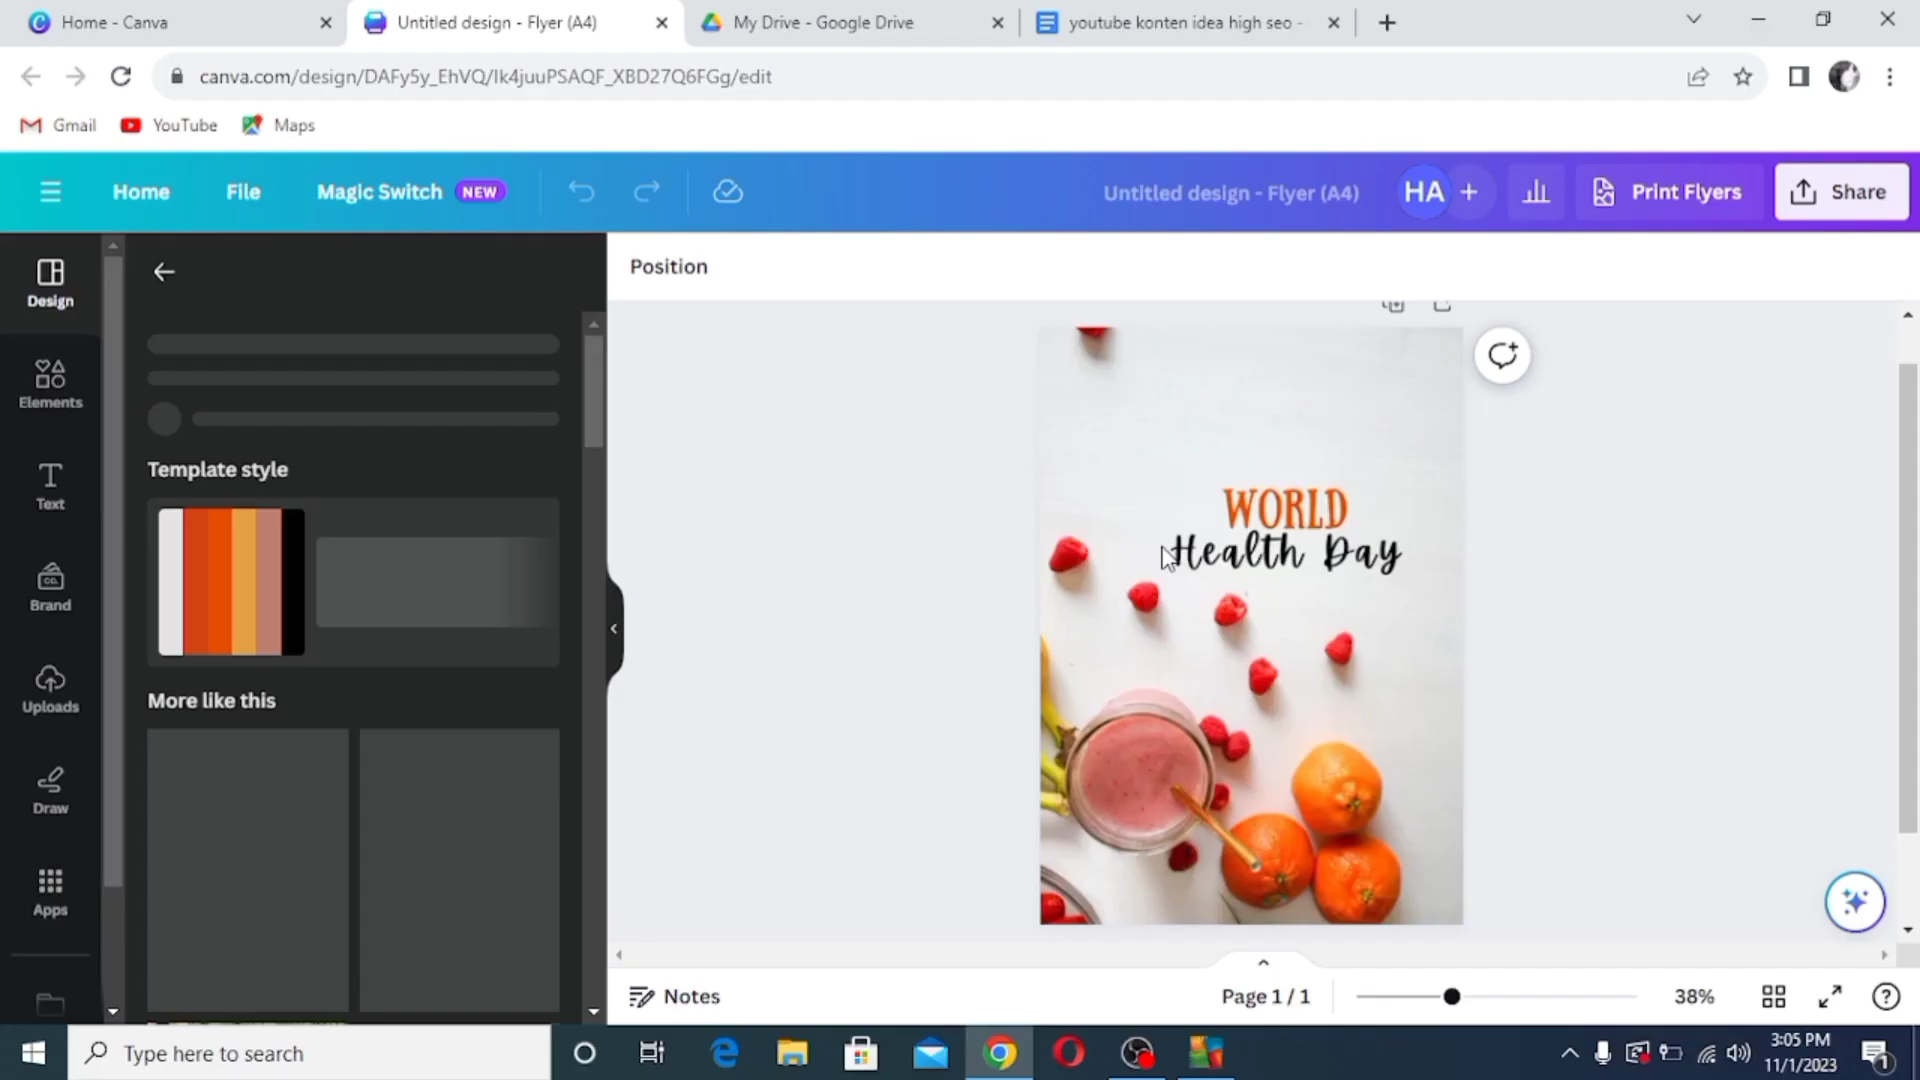 Home - Canva
Untitled design - Flyer (A4)
My Drive - Google Drive
youtube konten idea high seo -
canva.com/design/DAFy5y_EhVQ/Ik4juuPSAQF_XBD27Q6FGg/edit
Gmail
YouTube
Maps
Home
File
Magic Switch NEW
Untitled design - Flyer (A4)
HA
Print Flyers
Share
Design
Elements
Text
Brand
Uploads
Draw
Apps
Template style
More like this
Position
WORLD
Health Day
Notes
Page 1 / 1
38%
Type here to search
3:05 PM
11/1/2023
1